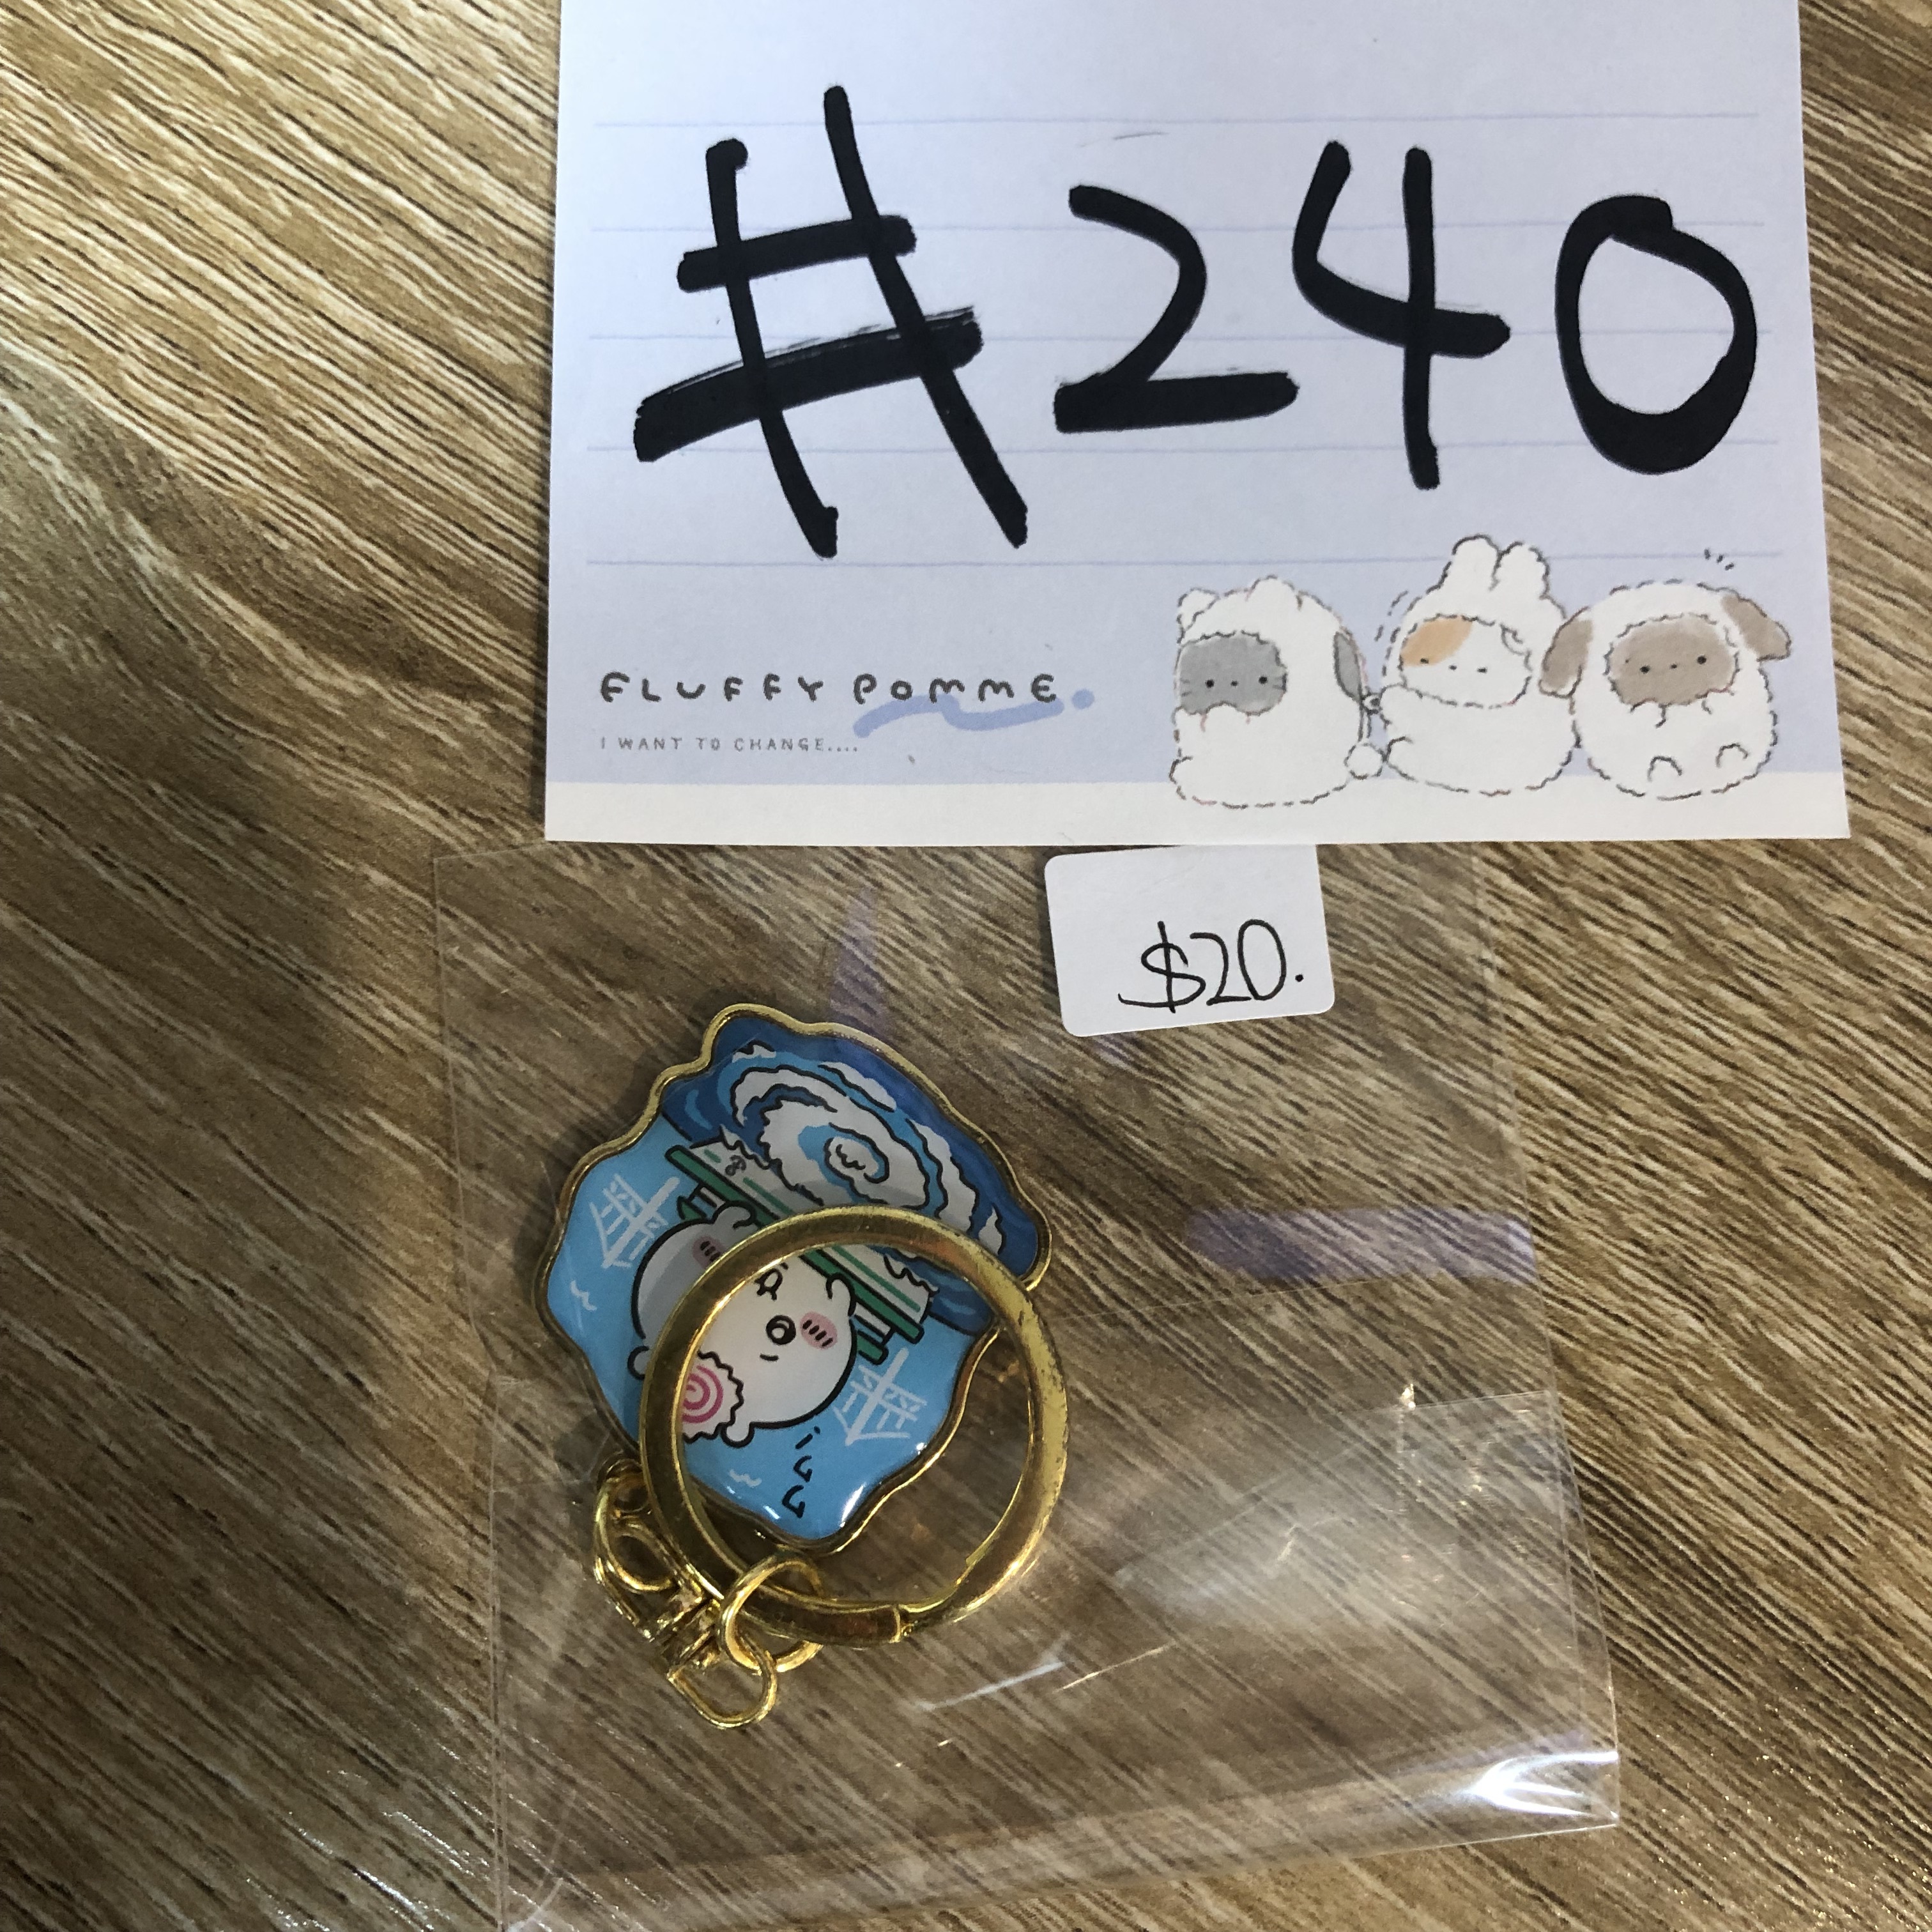 #240
FLUFFY POMME
I WANT TO CHANGE....
$20.